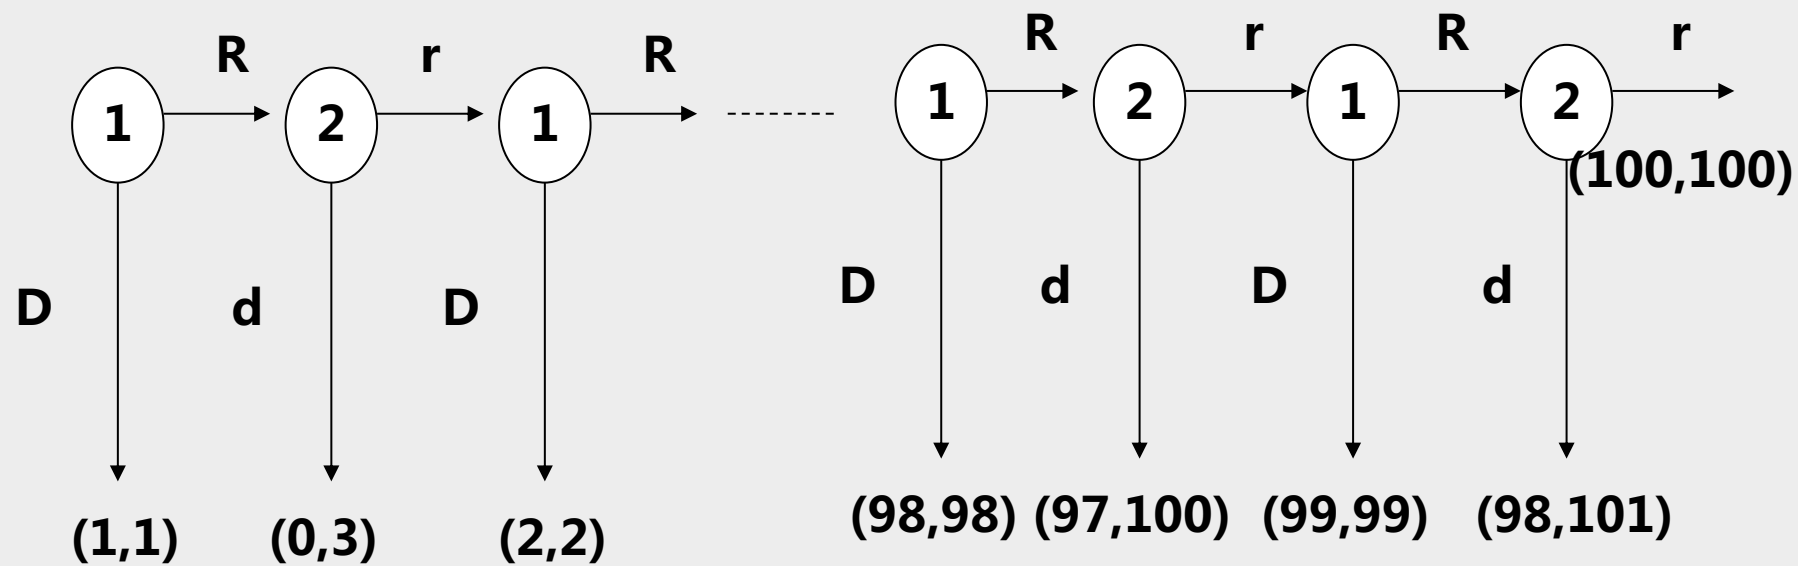 R r R R r R r
1 2 1 1 2 1 2
(100,100)
D d D D d D d
(1,1) (0,3) (2,2) (98,98) (97,100) (99,99) (98,101)